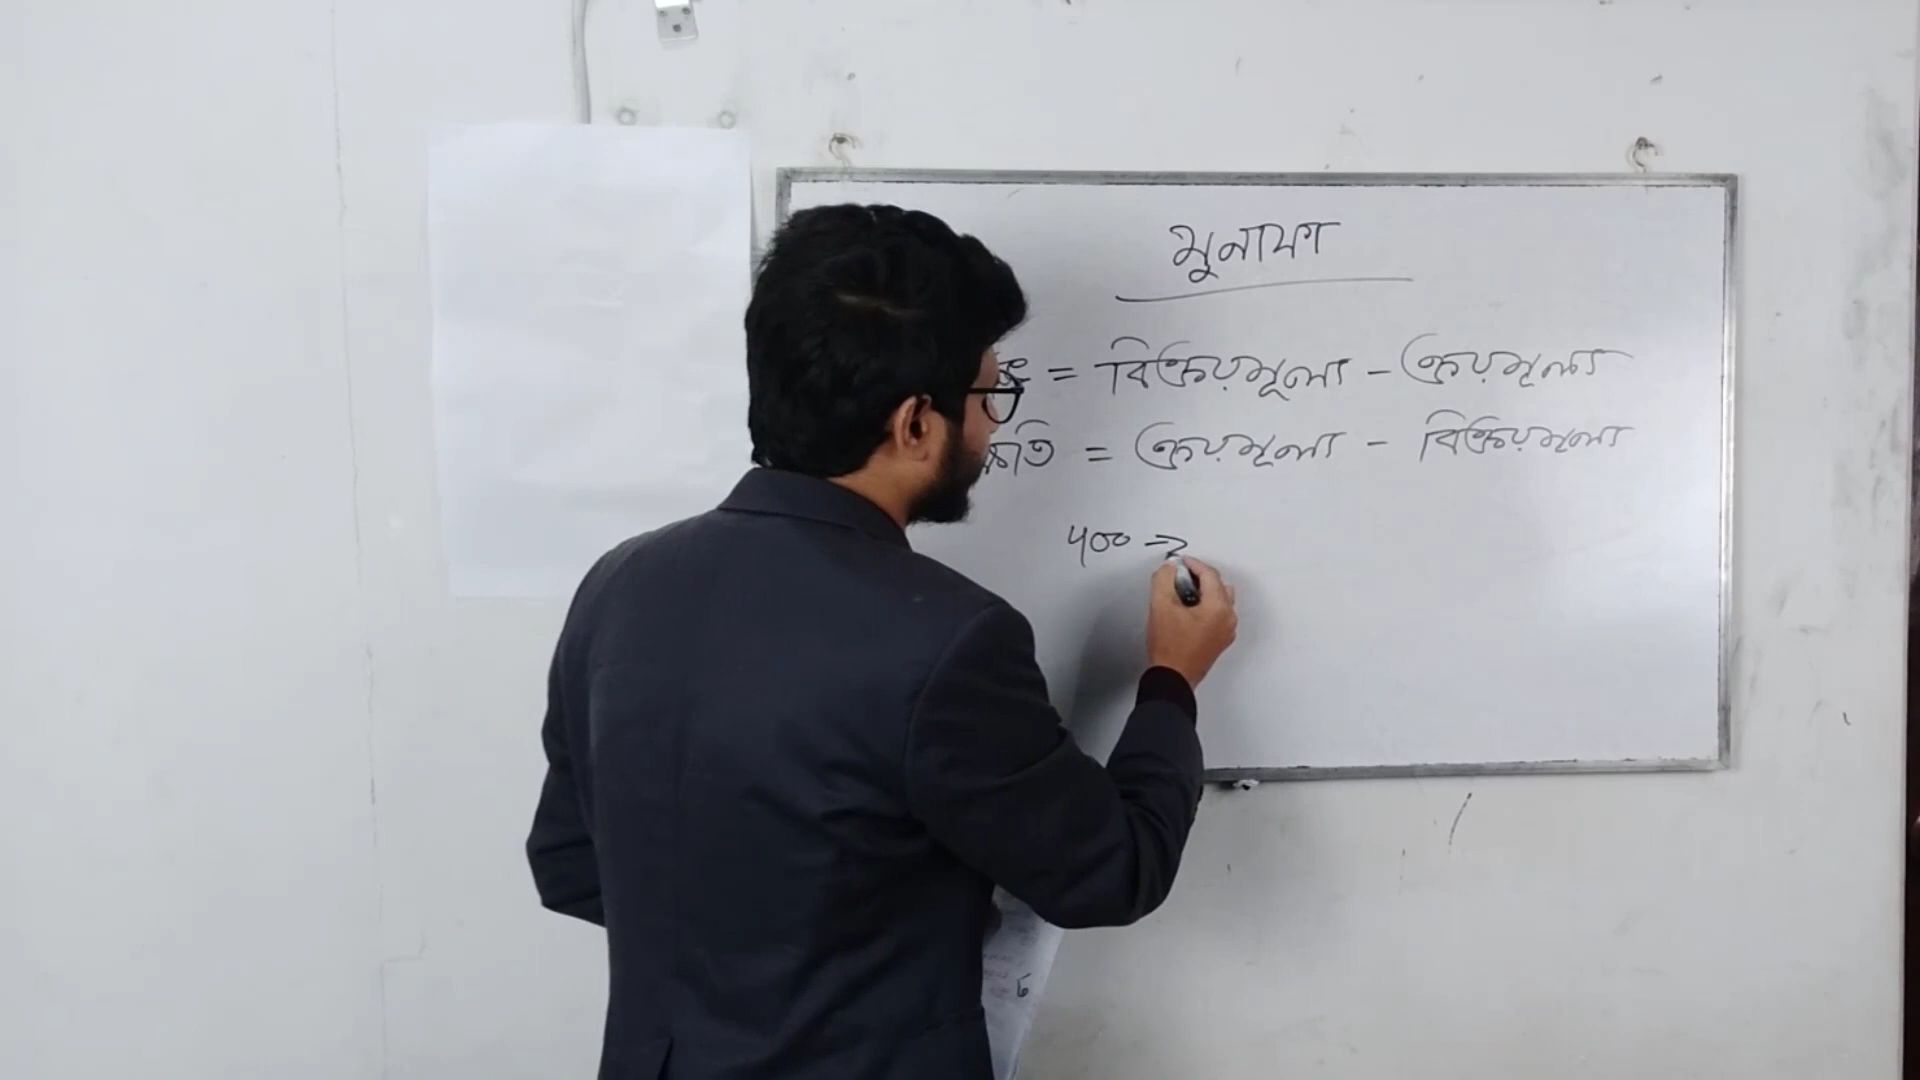 মুনাফা
= বিক্রয়মূল্য - ক্রয়মূল্য
ক্ষতি = ক্রয়মূল্য - বিক্রয়মূল্য
৫০০ →